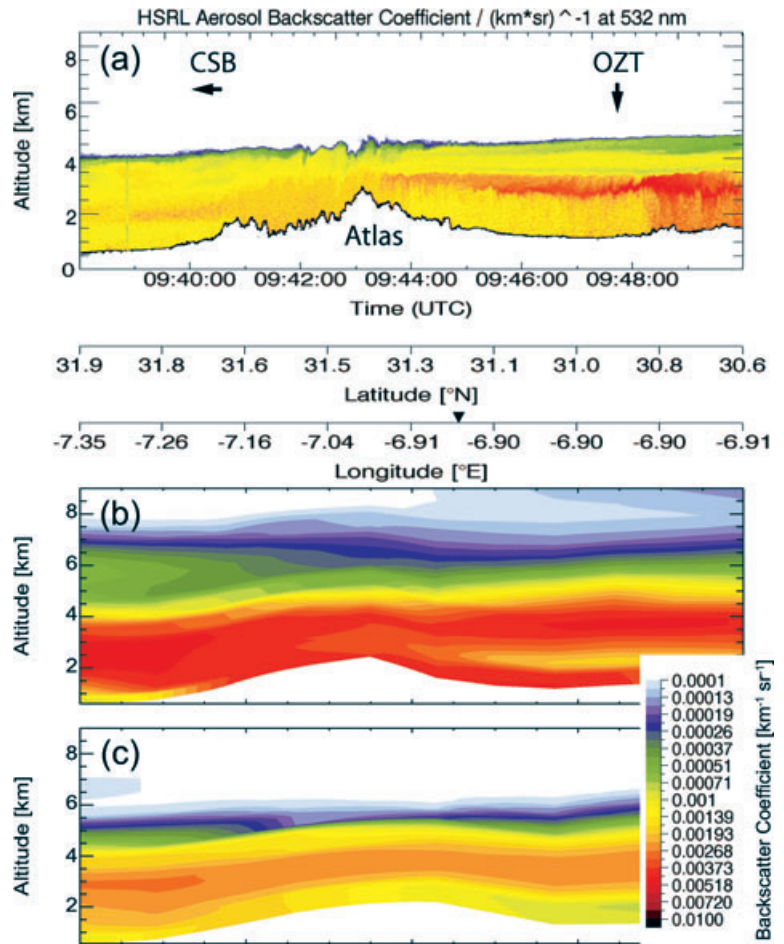 HSRL Aerosol Backscatter Coefficient / (km*sr) ^ -1 at 532 nm
(a)
CSB
OZT
Altitude [km]
8
6
4
2
0
Atlas
09:40:00 09:42:00 09:44:00 09:46:00 09:48:00
Time (UTC)
31.9 31.8 31.5 31.3 31.1 31.0 30.8 30.6
Latitude [°N]
-7.35 -7.26 -7.16 -7.04 -6.91 -6.90 -6.90 -6.90 -6.91
Longitude [°E]
(b)
Altitude [km]
8
6
4
2
(c)
Altitude [km]
8
6
4
2
0.0001
0.00013
0.00019
0.00026
0.00037
0.00051
0.00071
0.001
0.00139
0.00193
0.00268
0.00373
0.00518
0.00720
0.0100
Backscatter Coefficient [km⁻¹ sr⁻¹]